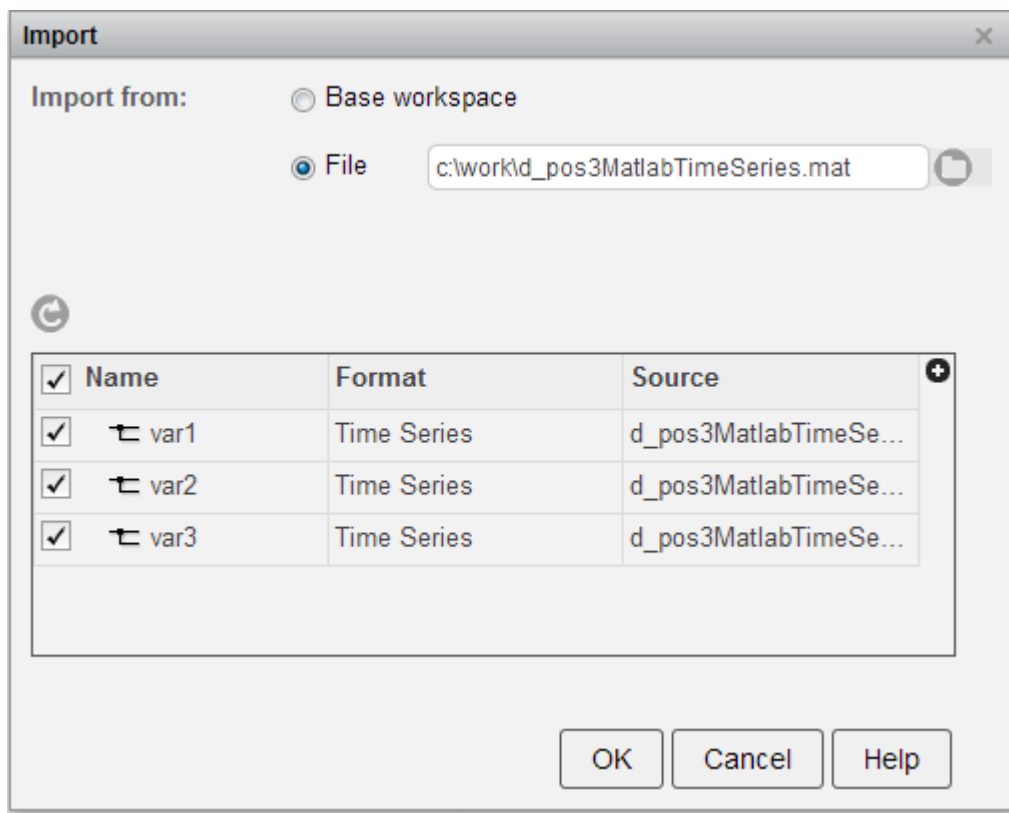 Import
Import from:
Base workspace
File
c:\work\d_pos3MatlabTimeSeries.mat
Name Format Source
var1 Time Series d_pos3MatlabTimeSe...
var2 Time Series d_pos3MatlabTimeSe...
var3 Time Series d_pos3MatlabTimeSe...
OK Cancel Help